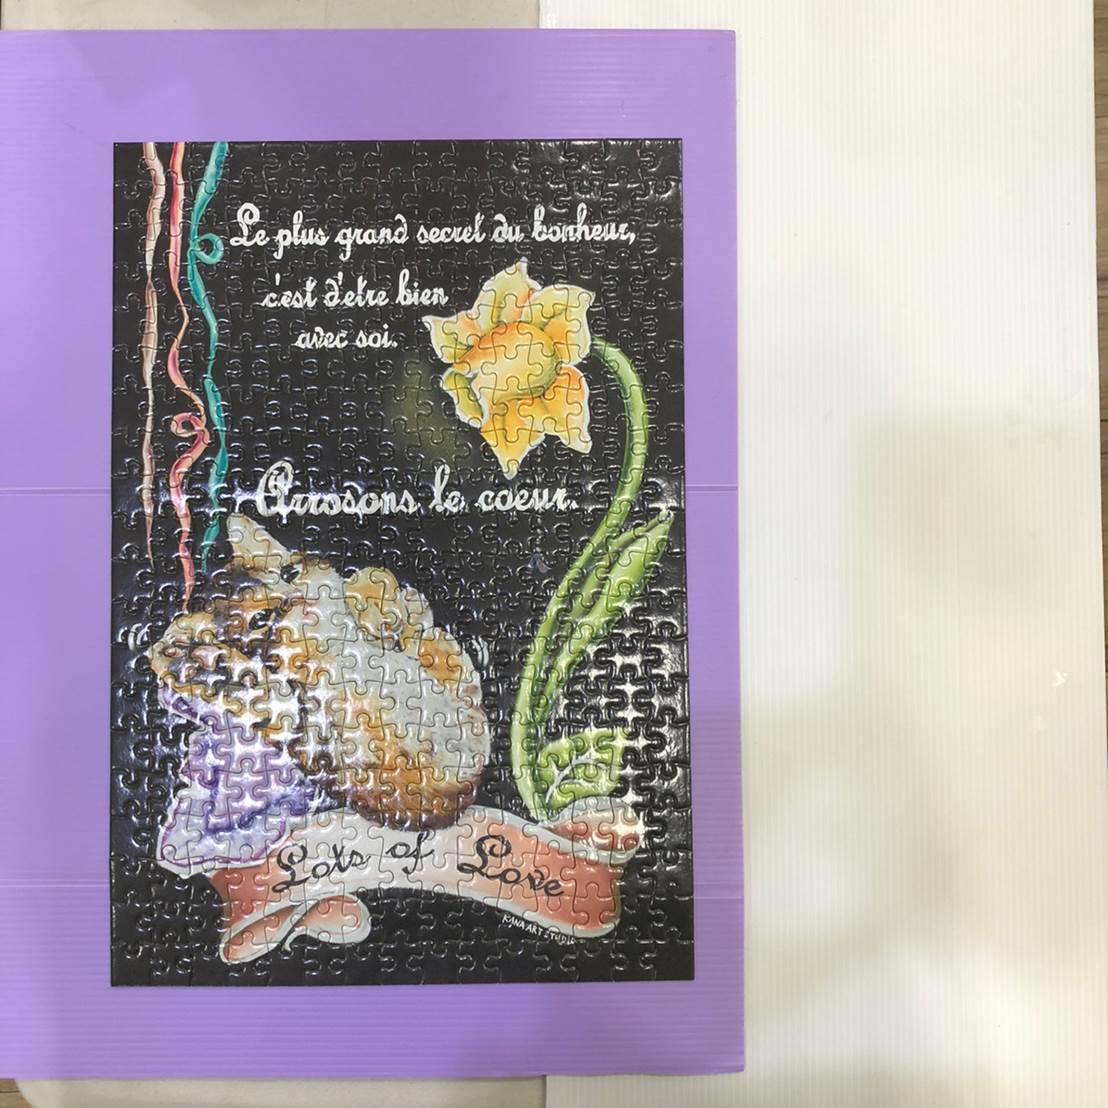 Le plus grand secret du bonheur,
c'est d'etre bien
avec soi.
Arrosons le coeur.
Lots of Love
KANA ART STUDIO